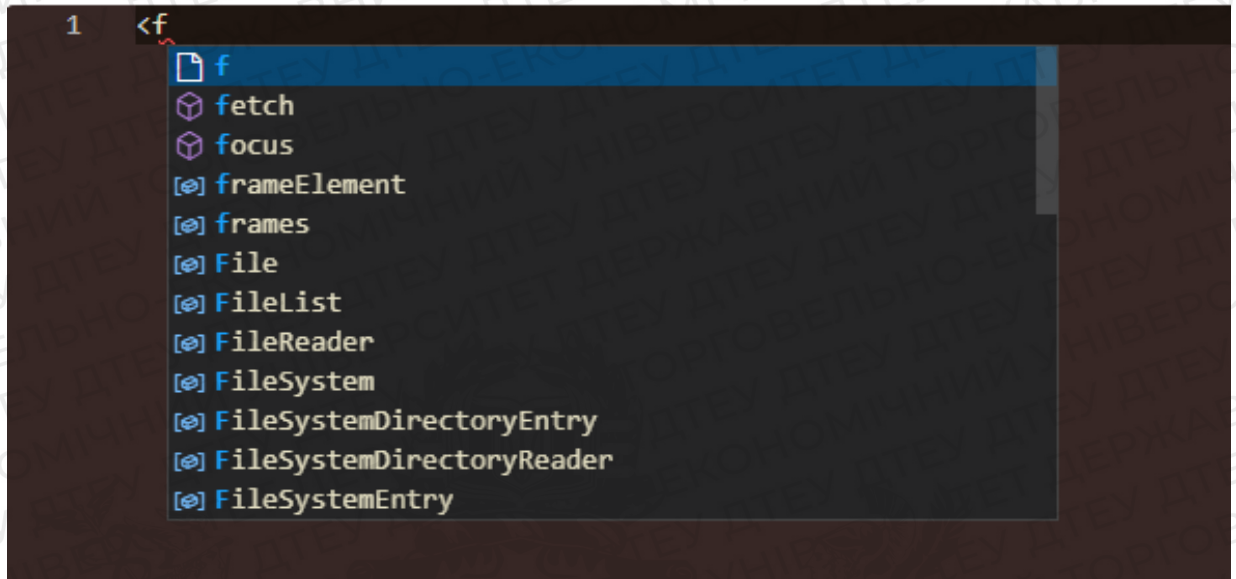 1 <f
f
fetch
focus
frameElement
frames
File
FileList
FileReader
FileSystem
FileSystemDirectoryEntry
FileSystemDirectoryReader
FileSystemEntry